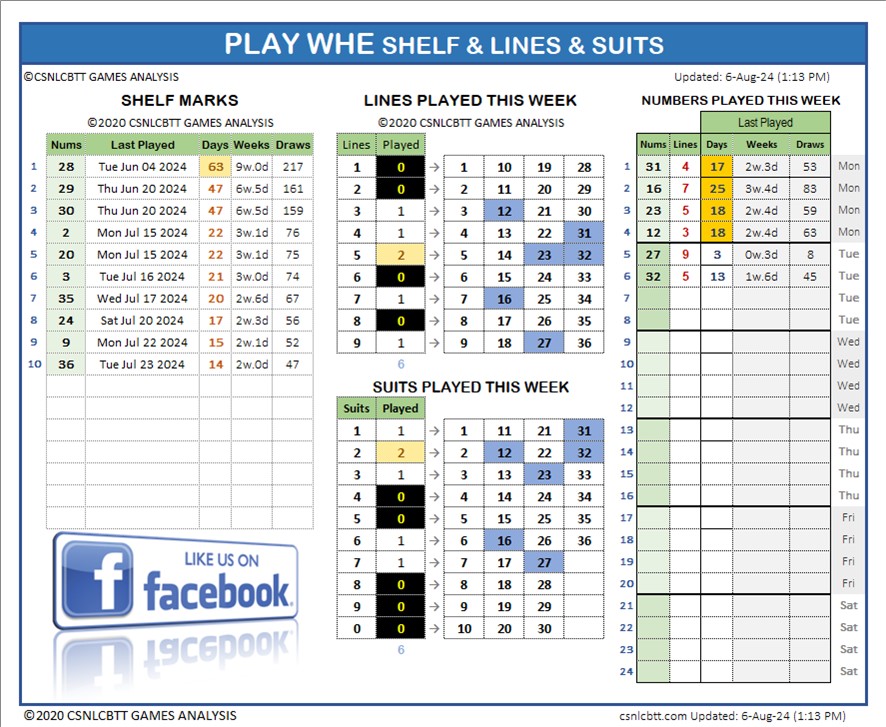 PLAY WHE SHELF & LINES & SUITS
©CSNLCBTT GAMES ANALYSIS
Updated: 6-Aug-24 (1:13 PM)
SHELF MARKS
©2020 CSNLCBTT GAMES ANALYSIS
Nums Last Played Days Weeks Draws
1 28 Tue Jun 04 2024 63 9w.0d 217
2 29 Thu Jun 20 2024 47 6w.5d 161
3 30 Thu Jun 20 2024 47 6w.5d 159
4 2 Mon Jul 15 2024 22 3w.1d 76
5 20 Mon Jul 15 2024 22 3w.1d 75
6 3 Tue Jul 16 2024 21 3w.0d 74
7 35 Wed Jul 17 2024 20 2w.6d 67
8 24 Sat Jul 20 2024 17 2w.3d 56
9 9 Mon Jul 22 2024 15 2w.1d 52
10 36 Tue Jul 23 2024 14 2w.0d 47
LIKE US ON
facebook.
LINES PLAYED THIS WEEK
©2020 CSNLCBTT GAMES ANALYSIS
Lines Played
1 0 → 1 10 19 28
2 0 → 2 11 20 29
3 1 → 3 12 21 30
4 1 → 4 13 22 31
5 2 → 5 14 23 32
6 0 → 6 15 24 33
7 1 → 7 16 25 34
8 0 → 8 17 26 35
9 1 → 9 18 27 36
6
SUITS PLAYED THIS WEEK
Suits Played
1 1 → 1 11 21 31
2 2 → 2 12 22 32
3 1 → 3 13 23 33
4 0 → 4 14 24 34
5 0 → 5 15 25 35
6 1 → 6 16 26 36
7 1 → 7 17 27
8 0 → 8 18 28
9 0 → 9 19 29
0 0 → 10 20 30
6
NUMBERS PLAYED THIS WEEK
Last Played
Nums Lines Days Weeks Draws
1 31 4 17 2w.3d 53 Mon
2 16 7 25 3w.4d 83 Mon
3 23 5 18 2w.4d 59 Mon
4 12 3 18 2w.4d 63 Mon
5 27 9 3 0w.3d 8 Tue
6 32 5 13 1w.6d 45 Tue
7 Tue
8 Tue
9 Wed
10 Wed
11 Wed
12 Wed
13 Thu
14 Thu
15 Thu
16 Thu
17 Fri
18 Fri
19 Fri
20 Fri
21 Sat
22 Sat
23 Sat
24 Sat
©2020 CSNLCBTT GAMES ANALYSIS
csnlcbtt.com Updated: 6-Aug-24 (1:13 PM)